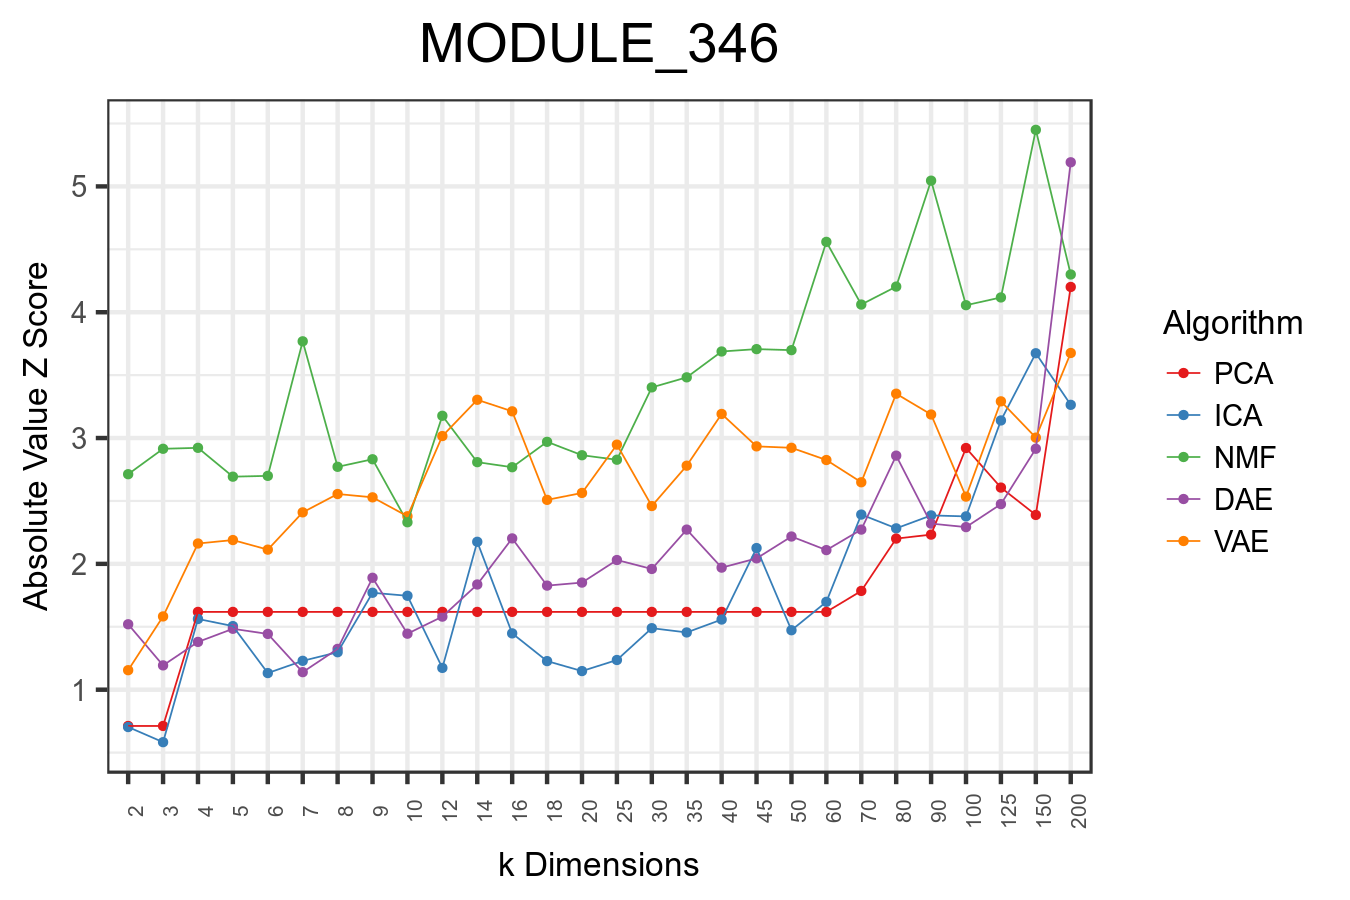 MODULE_346
Absolute Value Z Score
5
4
3
2
1
2 3 4 5 6 7 8 9 10 12 14 16 18 20 25 30 35 40 45 50 60 70 80 90 100 125 150 200
k Dimensions
Algorithm
PCA
ICA
NMF
DAE
VAE